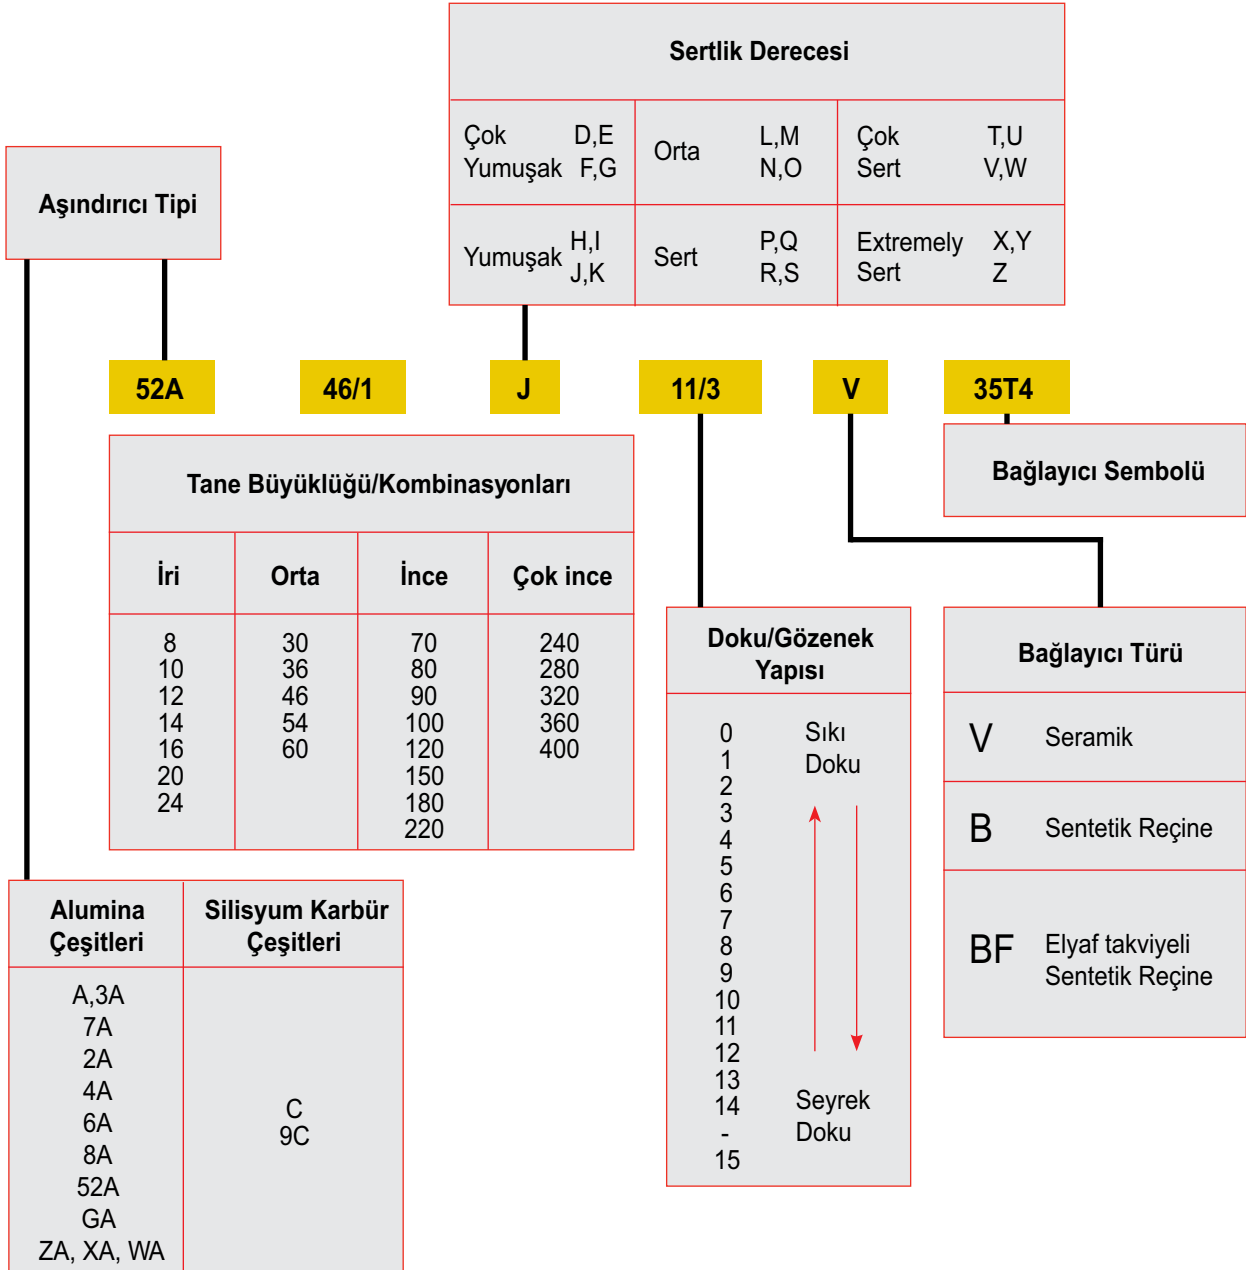 Sertlik Derecesi
Çok D,E
Yumuşak F,G
Orta L,M
N,O
Çok T,U
Sert V,W
Yumuşak H,I
J,K
Sert P,Q
R,S
Extremely X,Y
Sert Z
Aşındırıcı Tipi
52A 46/1 J 11/3 V 35T4
Bağlayıcı Sembolü
Tane Büyüklüğü/Kombinasyonları
İri Orta İnce Çok ince
8 30 70 240
10 36 80 280
12 46 90 320
14 54 100 360
16 60 120 400
20 150
24 180
220
Doku/Gözenek
Yapısı
0 Sıkı
1 Doku
2
3
4
5
6
7
8
9
10
11
12
13
14 Seyrek
- Doku
15
Bağlayıcı Türü
V Seramik
B Sentetik Reçine
BF Elyaf takviyeli
Sentetik Reçine
Alumina
Çeşitleri
Silisyum Karbür
Çeşitleri
A,3A
7A
2A
4A
6A
8A
52A
GA
ZA, XA, WA
C
9C